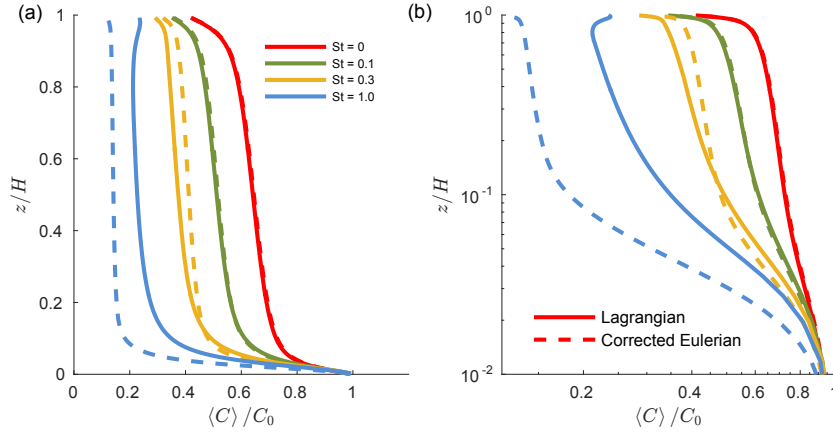 (a)
1
0.8
0.6
0.4
0.2
0
z/H
0
0.2
0.4
0.6
0.8
1
⟨C⟩/C₀
St = 0
St = 0.1
St = 0.3
St = 1.0
(b)
10⁰
10⁻¹
10⁻²
z/H
0.2
0.4
0.6
0.8
1
⟨C⟩/C₀
Lagrangian
Corrected Eulerian